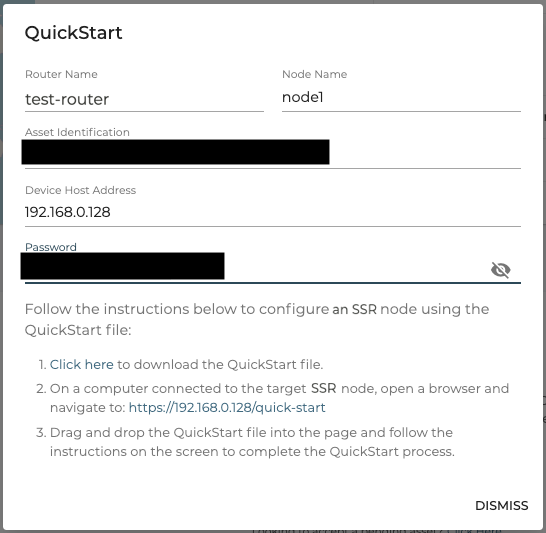 QuickStart
Router Name
Node Name
test-router
node1
Asset Identification
Device Host Address
192.168.0.128
Password
Follow the instructions below to configure an SSR node using the
QuickStart file:
1. Click here to download the QuickStart file.
2. On a computer connected to the target SSR node, open a browser and
navigate to: https://192.168.0.128/quick-start
3. Drag and drop the QuickStart file into the page and follow the
instructions on the screen to complete the QuickStart process.
DISMISS